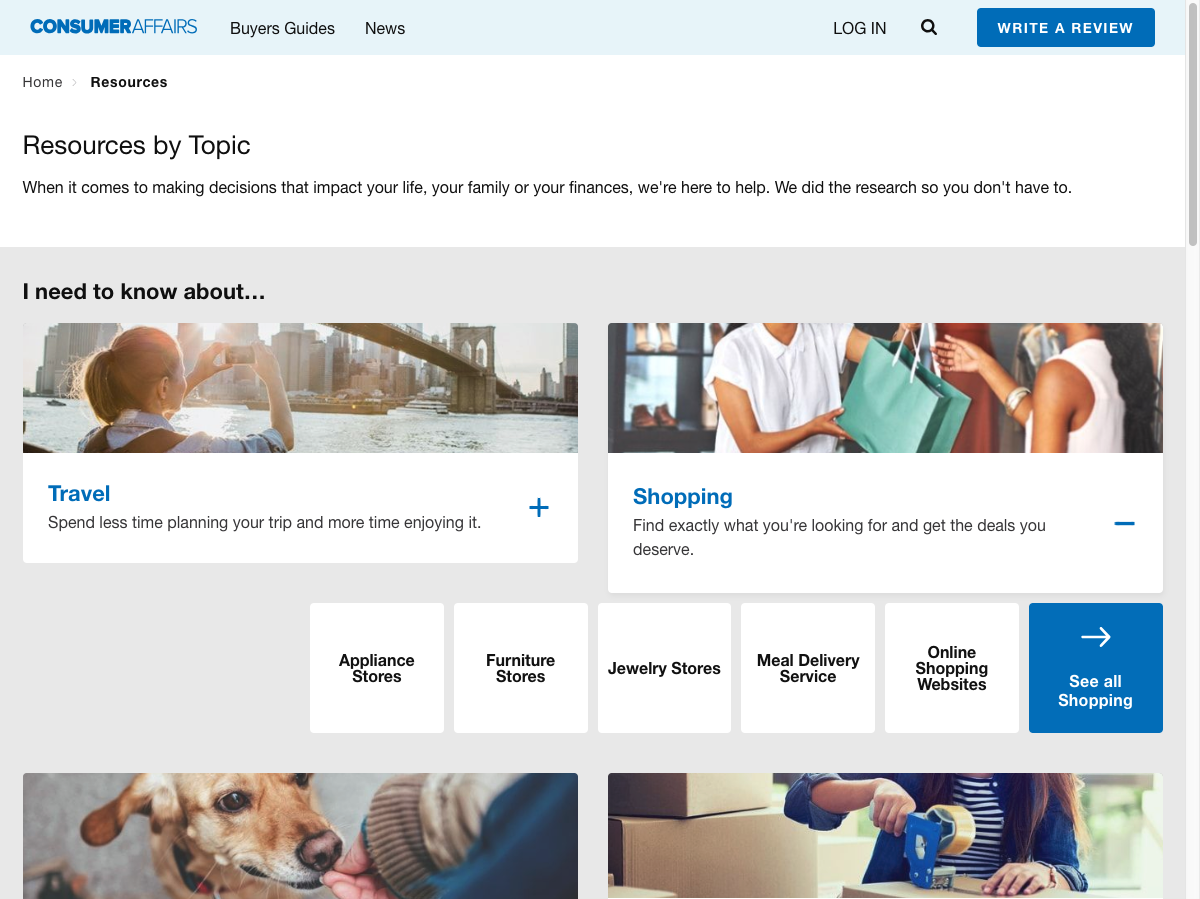 CONSUMERAFFAIRS Buyers Guides News LOG IN WRITE A REVIEW
Home Resources
Resources by Topic
When it comes to making decisions that impact your life, your family or your finances, we're here to help. We did the research so you don't have to.
I need to know about...
Travel
Spend less time planning your trip and more time enjoying it.
Shopping
Find exactly what you're looking for and get the deals you
deserve.
Appliance
Stores
Furniture
Stores
Jewelry Stores
Meal Delivery
Service
Online
Shopping
Websites
See all
Shopping